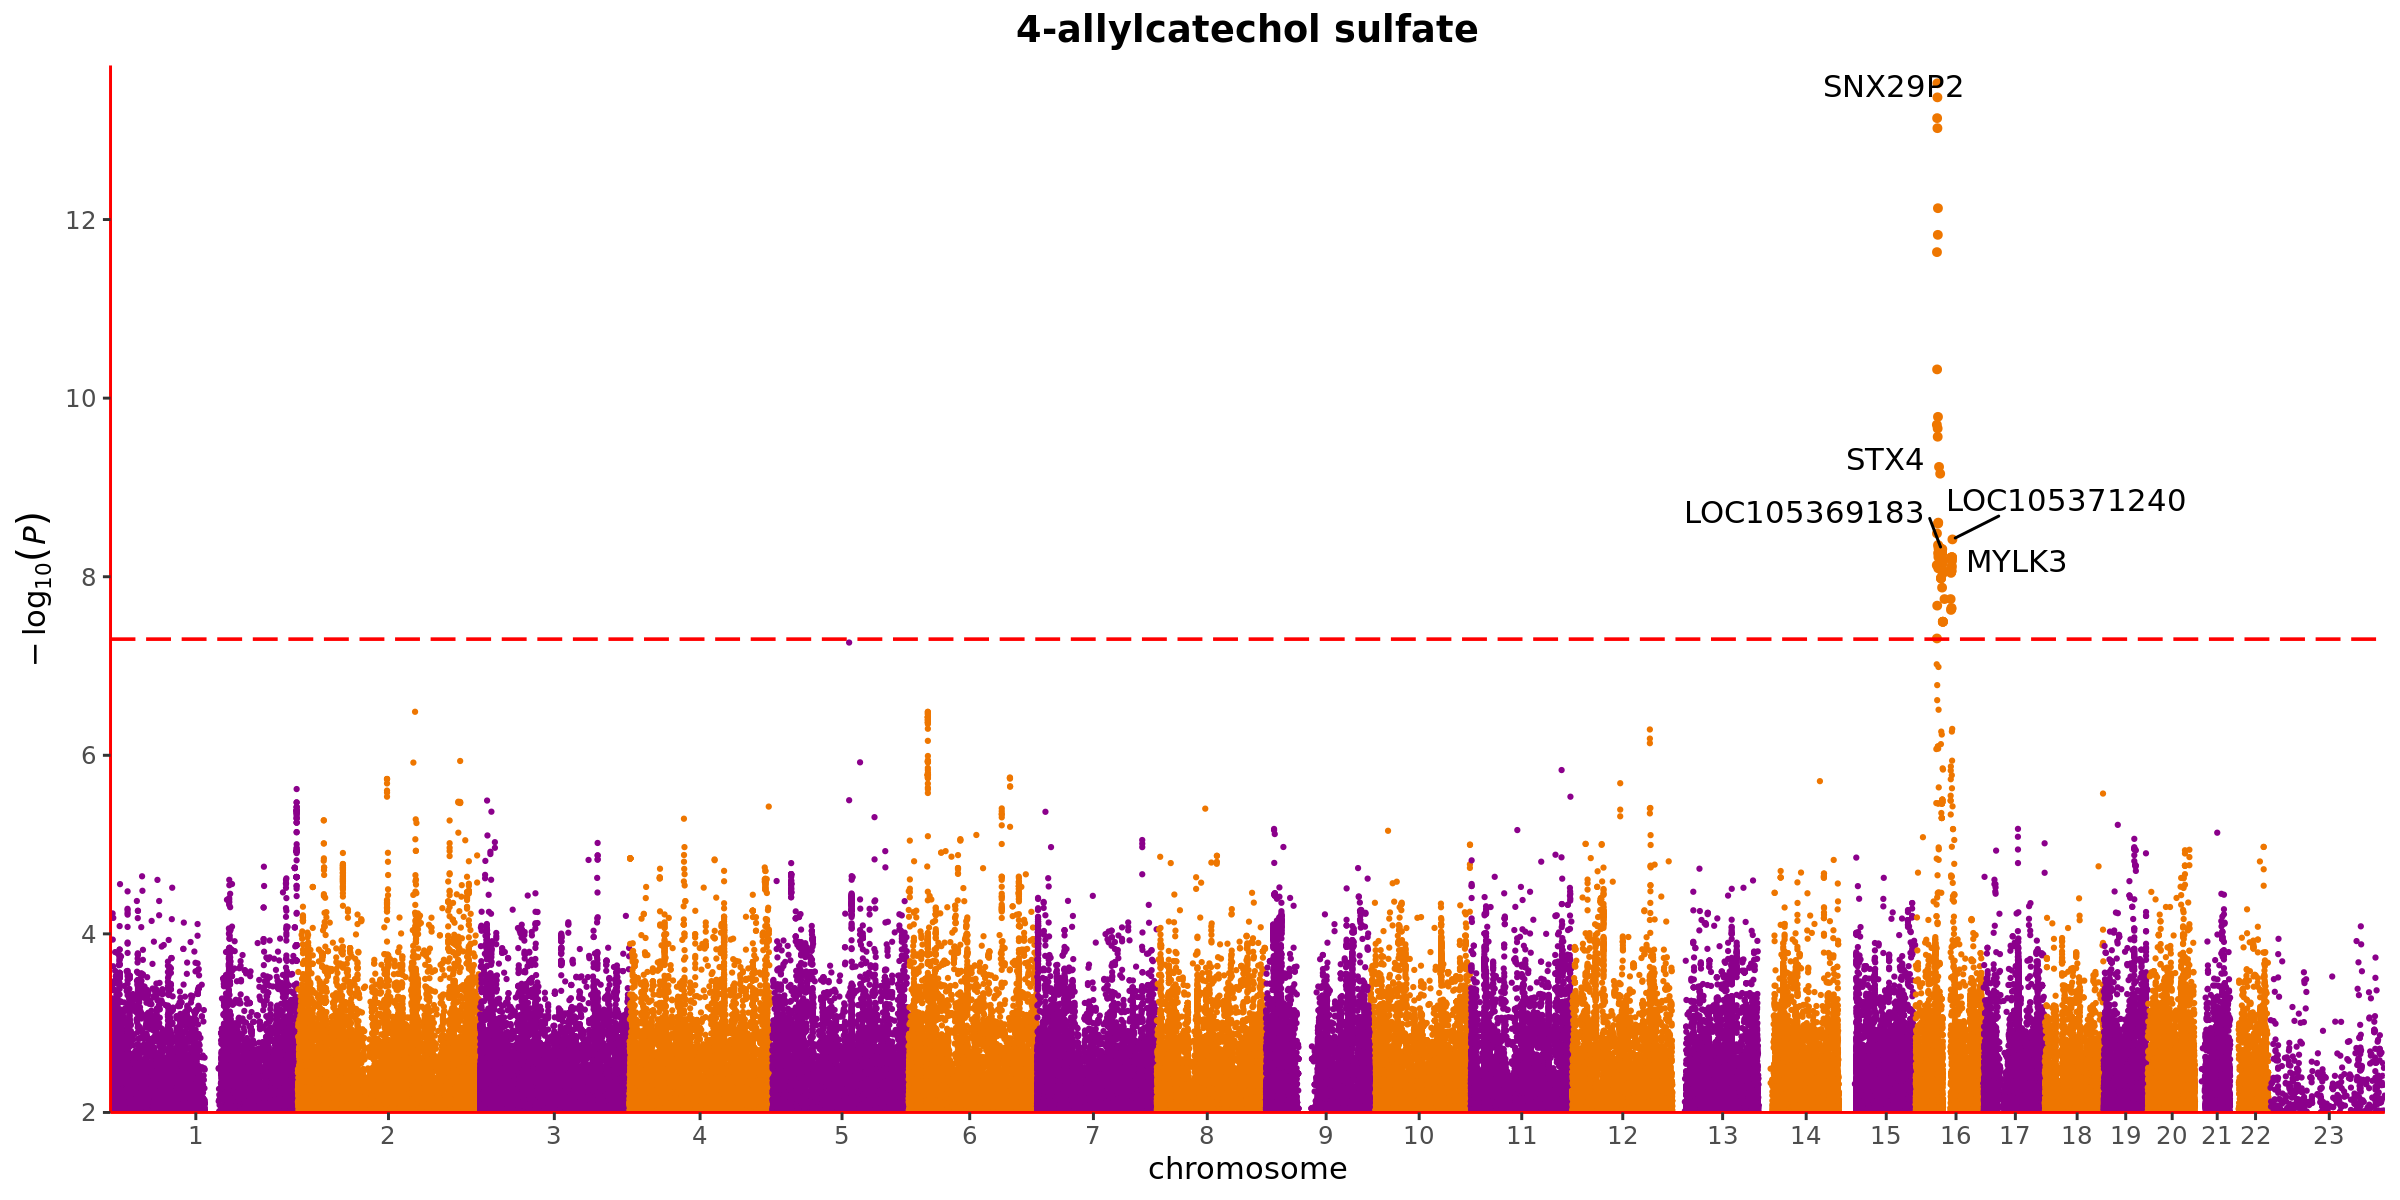 4-allylcatechol sulfate
SNX29P2
12
10
STX4
LOC105371240
LOC105369183
− log10(P)
8
MYLK3
6
4
2
1 2 3 4 5 6 7 8 9 10 11 12 13 14 15 16 17 18 19 20 21 22 23
chromosome